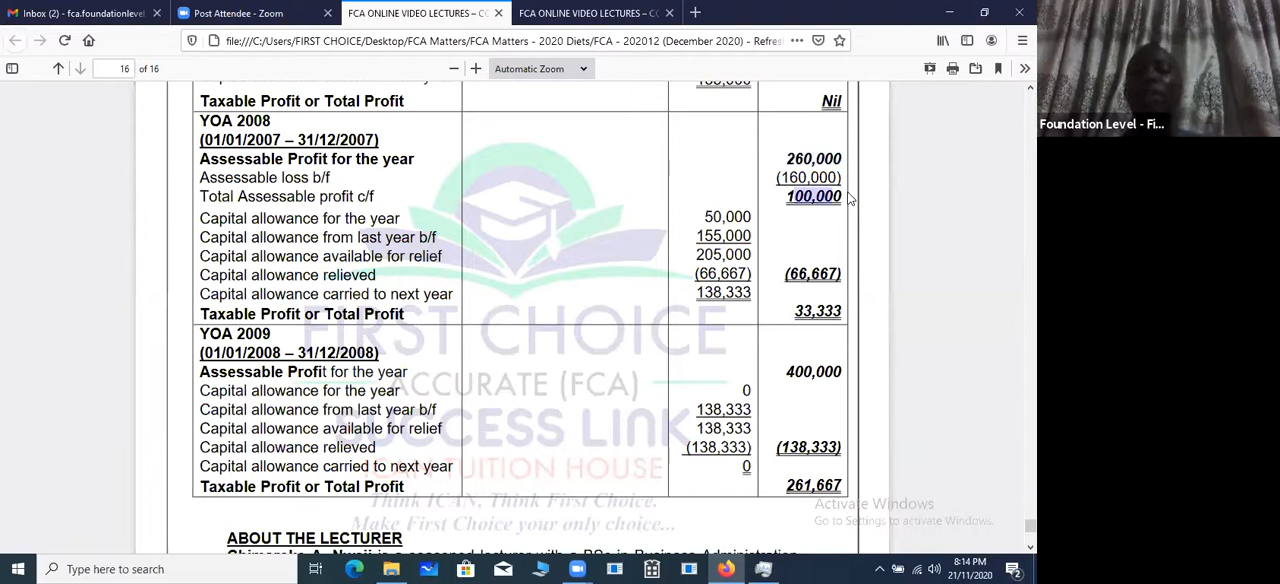 Inbox (2) - fca.foundationlevel
Post Attendee - Zoom
FCA ONLINE VIDEO LECTURES – CO
FCA ONLINE VIDEO LECTURES – CC
file:///C:/Users/FIRST CHOICE/Desktop/FCA Matters/FCA Matters - 2020 Diets/FCA - 202012 (December 2020) - Refres
16 of 16
Automatic Zoom
Foundation Level - Fi...
Taxable Profit or Total Profit Nil
YOA 2008
(01/01/2007 – 31/12/2007)
Assessable Profit for the year 260,000
Assessable loss b/f (160,000)
Total Assessable profit c/f 100,000
Capital allowance for the year 50,000
Capital allowance from last year b/f 155,000
Capital allowance available for relief 205,000
Capital allowance relieved (66,667) (66,667)
Capital allowance carried to next year 138,333
Taxable Profit or Total Profit 33,333
YOA 2009
(01/01/2008 – 31/12/2008)
Assessable Profit for the year 400,000
Capital allowance for the year 0
Capital allowance from last year b/f 138,333
Capital allowance available for relief 138,333
Capital allowance relieved (138,333) (138,333)
Capital allowance carried to next year 0
Taxable Profit or Total Profit 261,667
FIRST CHOICE
ACCURATE (FCA)
SUCCESS LINK
TUITION HOUSE
Think ICAN, Think First Choice.
Make First Choice your only choice...
ABOUT THE LECTURER
Activate Windows
Go to Settings to activate Windows.
Type here to search
8:14 PM
21/11/2020
2